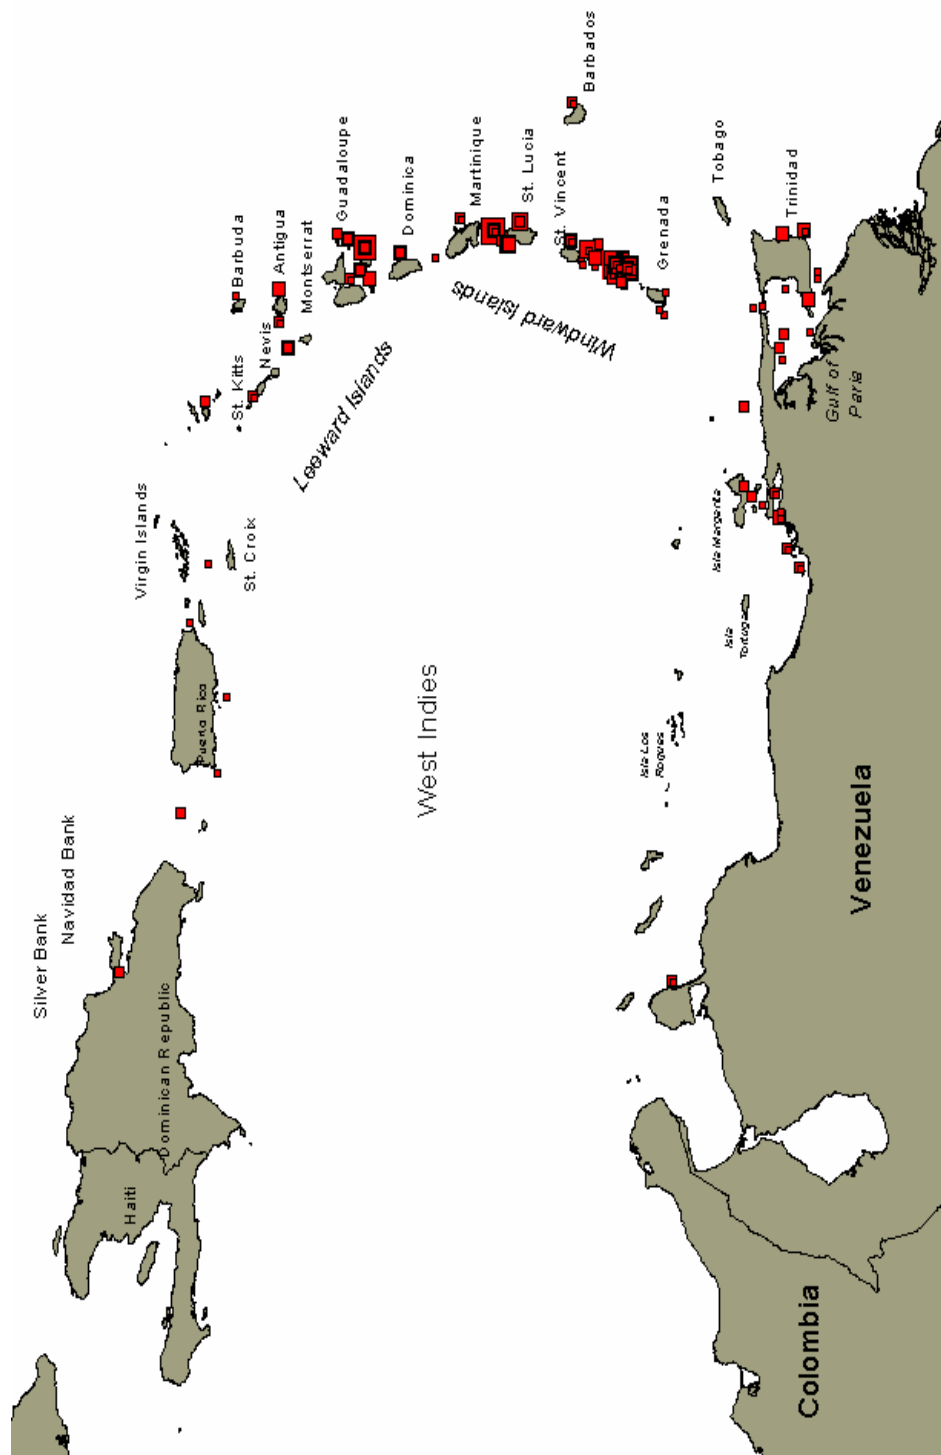 Silver Bank
Navidad Bank
Virgin Islands
Haiti
Dominican Republic
Puerto Rico
St. Croix
St. Kitts
Nevis
Barbuda
Antigua
Montserrat
Guadaloupe
Leeward Islands
Dominica
West Indies
Martinique
St. Lucia
Windward Islands
St. Vincent
Barbados
Grenada
Tobago
Trinidad
Isla Los
Roques
Isla
Tortuga
Isla Margarita
Gulf of
Paria
Colombia
Venezuela